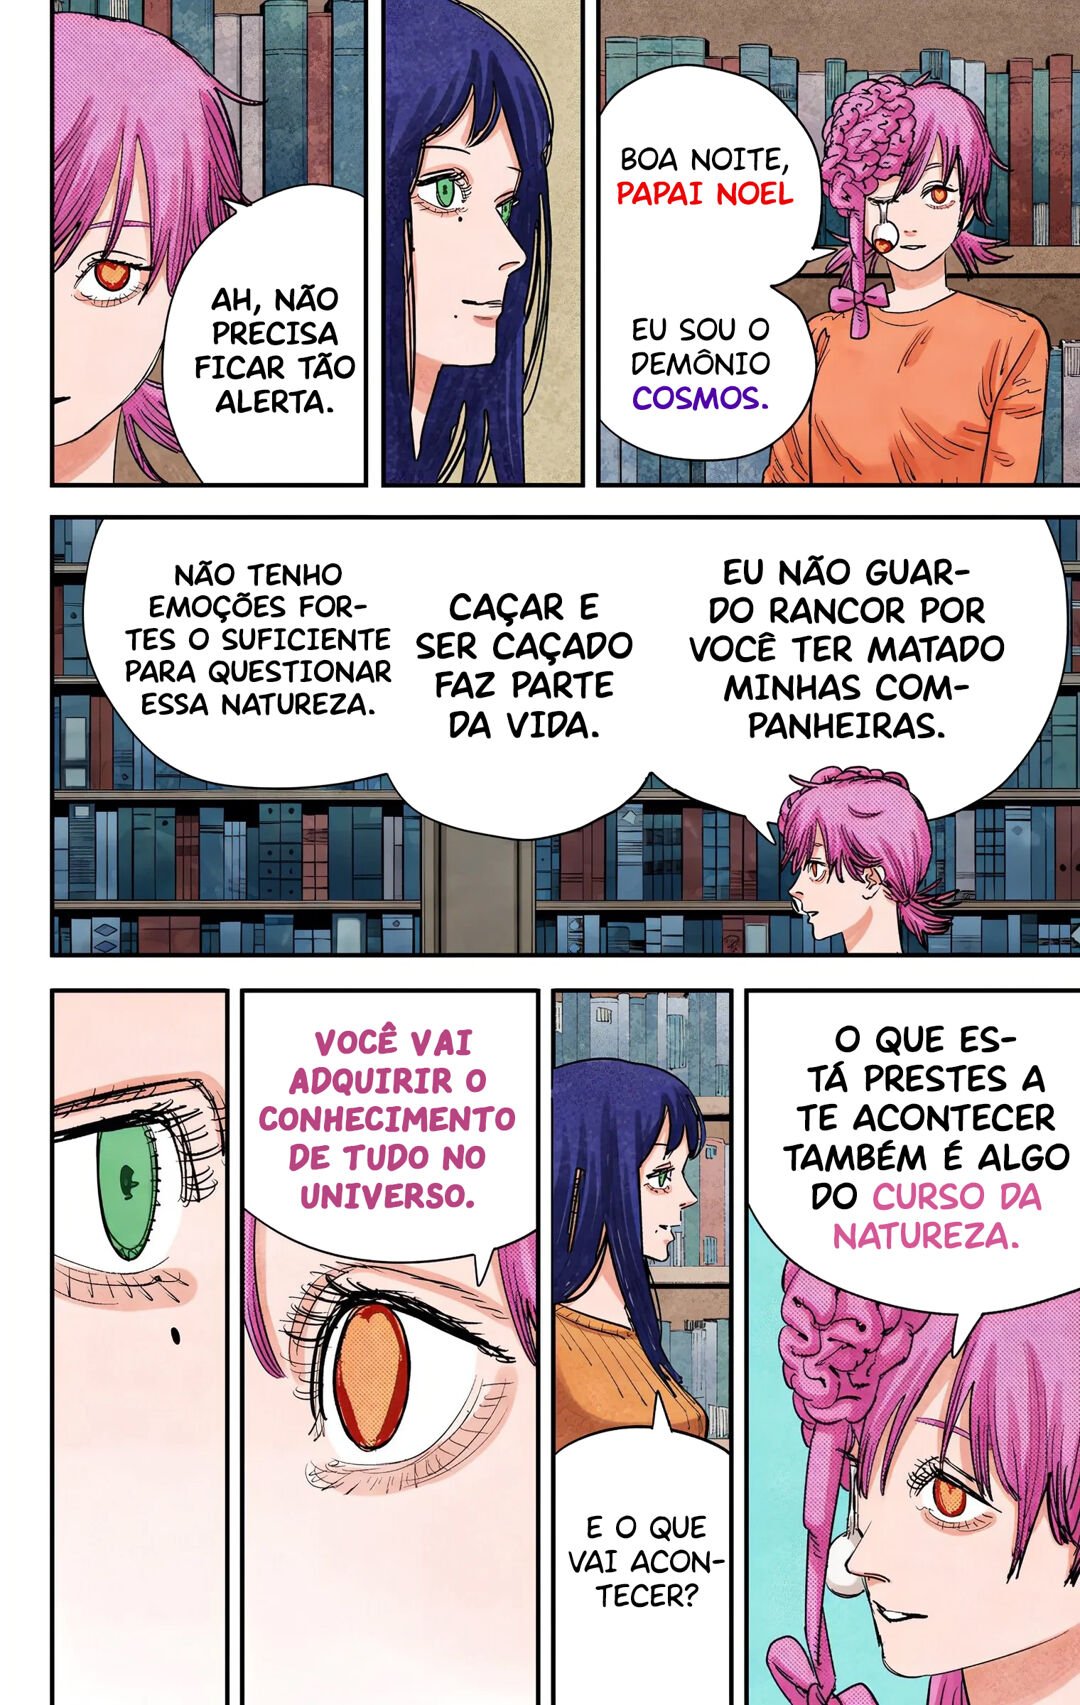 BOA NOITE,
PAPAI NOEL
EU SOU O
DEMÔNIO
COSMOS.
AH, NÃO
PRECISA
FICAR TÃO
ALERTA.
EU NÃO GUAR-
DO RANCOR POR
VOCÊ TER MATADO
MINHAS COM-
PANHEIRAS.
CAÇAR E
SER CAÇADO
FAZ PARTE
DA VIDA.
NÃO TENHO
EMOÇÕES FOR-
TES O SUFICIENTE
PARA QUESTIONAR
ESSA NATUREZA.
O QUE ES-
TÁ PRESTES A
TE ACONTECER
TAMBÉM É ALGO
DO CURSO DA
NATUREZA.
E O QUE
VAI ACON-
TECER?
VOCÊ VAI
ADQUIRIR O
CONHECIMENTO
DE TUDO NO
UNIVERSO.